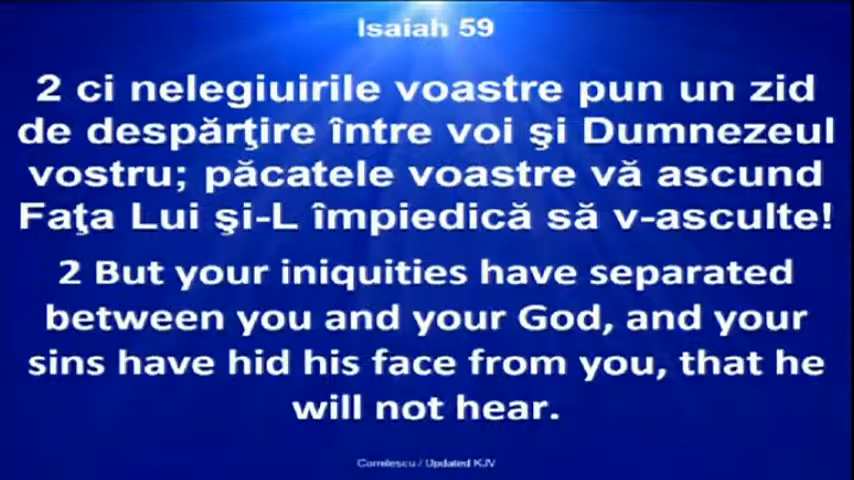 Isaiah 59
2 ci nelegiuirile voastre pun un zid
de despărţire între voi şi Dumnezeul
vostru; păcatele voastre vă ascund
Faţa Lui şi-L împiedică să v-asculte!
2 But your iniquities have separated
between you and your God, and your
sins have hid his face from you, that he
will not hear.
Cornilescu / Updated KJV